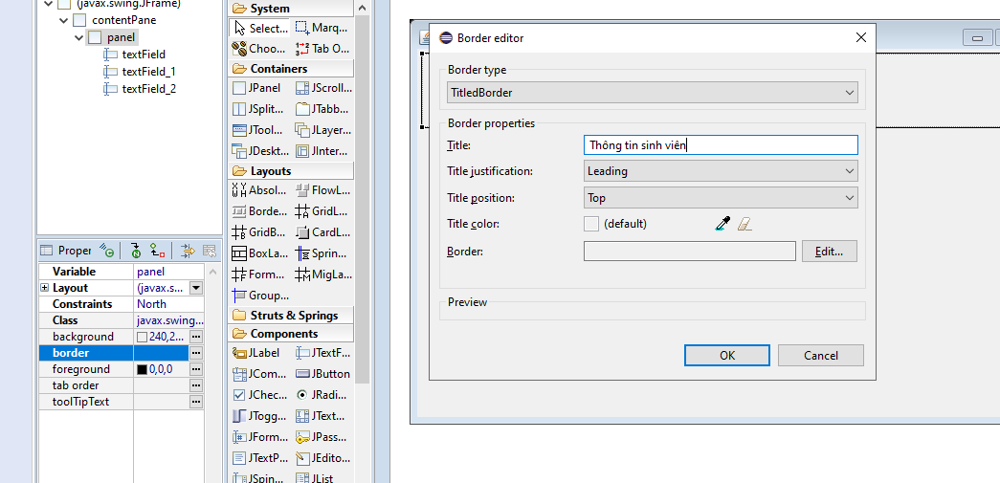 (javax.swing.JFrame)
contentPane
panel
textField
textField_1
textField_2
Proper
Variable panel
Layout (javax.s...
Constraints North
Class javax.swing...
background 240,2...
border
foreground 0,0,0
tab order
toolTipText
System
Select... Marq...
Choo... Tab O...
Containers
JPanel JScroll...
JSplit... JTabb...
JTool... JLayer...
JDeskt... JInter...
Layouts
Absol... FlowL...
Borde... GridL...
GridB... CardL...
BoxLa... Sprin...
Form... MigLa...
Group...
Struts & Springs
Components
JLabel JTextF...
JCom... JButton
JChec... JRadi...
JTogg... JText...
JForm... JPass...
JTextP... JEdito...
JSpin... JList
Border editor
Border type
TitledBorder
Border properties
Title: Thông tin sinh viên
Title justification: Leading
Title position: Top
Title color: (default)
Border: Edit...
Preview
OK Cancel